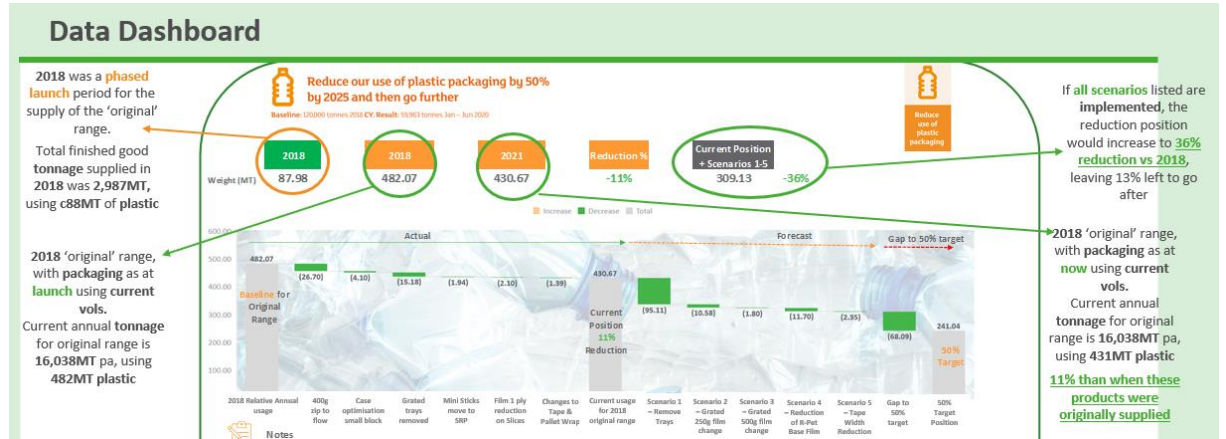 Data Dashboard
2018 was a phased
launch period for the
supply of the ‘original’
range.
Total finished good
tonnage supplied in
2018 was 2,987MT,
using c88MT of plastic
2018 ‘original’ range,
with packaging as at
launch using current
vols.
Current annual tonnage
for original range is
16,038MT pa, using
482MT plastic
Reduce our use of plastic packaging by 50%
by 2025 and then go further
Baseline: 120,000 tonnes 2018 CY. Result: 59,963 tonnes Jan – Jun 2020
Reduce
use of
plastic
packaging
2018 2018 2021 Reduction % Current Position
+ Scenarios 1-5
Weight (MT) 87.98 482.07 430.67 -11% 309.13 -36%
Increase Decrease Total
Actual Forecast Gap to 50% target
600.00
500.00
400.00
300.00
200.00
100.00
482.07
(26.70)
(4.10)
(15.18)
(1.94)
(2.10)
(1.39)
430.67
(95.11)
(10.58)
(1.80)
(11.70)
(2.35)
(68.09)
241.04
Baseline for
Original
Range
Current
Position
11%
Reduction
50%
Target
2018 Relative Annual
usage
400g
zip to
flow
Case
optimisation
small block
Grated
trays
removed
Mini Sticks
move to
SRP
Film 1 ply
reduction
on Slices
Changes to
Tape &
Pallet Wrap
Current usage
for 2018
original range
Scenario 1
– Remove
Trays
Scenario 2
– Grated
250g film
change
Scenario 3
– Grated
500g film
change
Scenario 4
– Reduction
of R-Pet
Base Film
Scenario 5
– Tape
Width
Reduction
Gap to
50%
target
50%
Target
Position
Notes
If all scenarios listed are
implemented, the
reduction position
would increase to 36%
reduction vs 2018,
leaving 13% left to go
after
2018 ‘original’ range,
with packaging as at
now using current
vols.
Current annual
tonnage for original
range is 16,038MT pa,
using 431MT plastic
11% than when these
products were
originally supplied